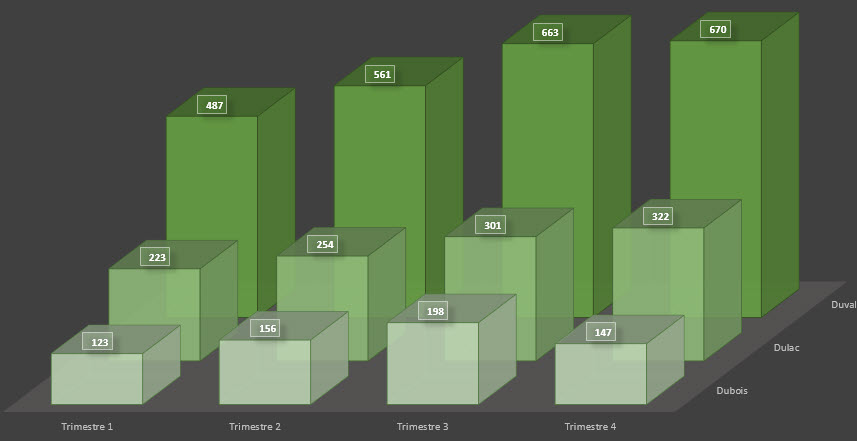 663
670
561
487
322
301
254
223
198
156
147
123
Duval
Dulac
Dubois
Trimestre 1
Trimestre 2
Trimestre 3
Trimestre 4